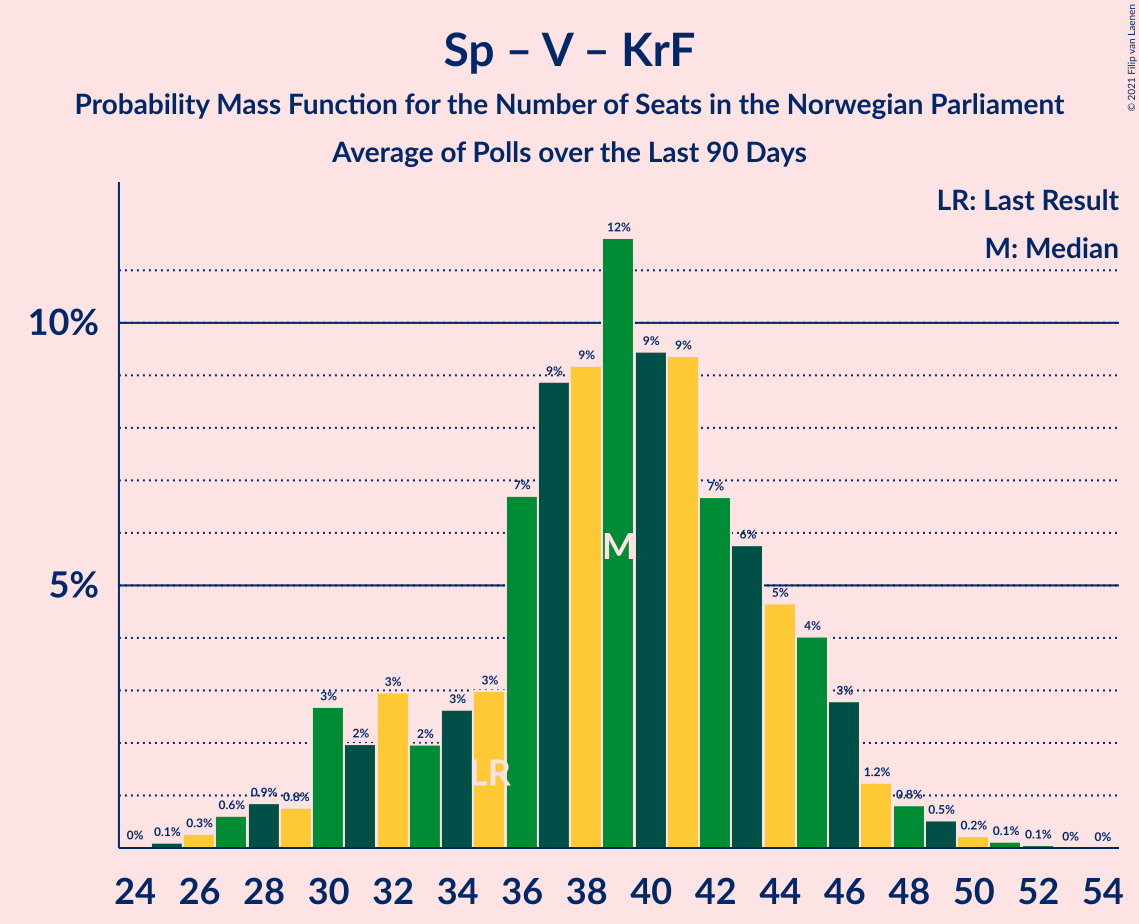 Sp – V – KrF
Probability Mass Function for the Number of Seats in the Norwegian Parliament
Average of Polls over the Last 90 Days
© 2021 Filip van Laenen
LR: Last Result
M: Median
10%
5%
0% 0.1% 0.3% 0.6% 0.9% 0.8% 3% 2% 3% 2% 3% 3% 7% 9% 9% 12% 9% 9% 7% 6% 5% 4% 3% 1.2% 0.8% 0.5% 0.2% 0.1% 0.1% 0% 0%
M
LR
24 26 28 30 32 34 36 38 40 42 44 46 48 50 52 54